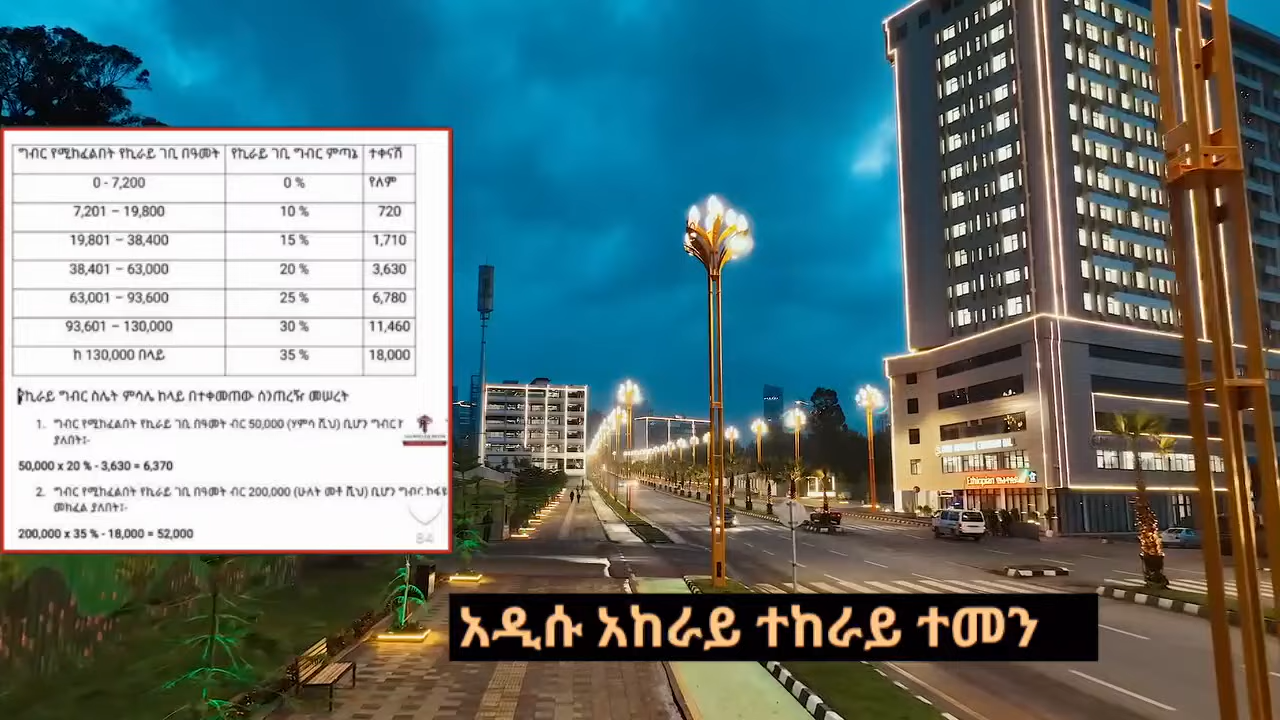 ግብር የሚከፈልበት የኪራይ ገቢ በዓመት የኪራይ ገቢ ግብር ምጣኔ ተቀናሽ
0 - 7,200 0 % የለም
7,201 – 19,800 10 % 720
19,801 – 38,400 15 % 1,710
38,401 – 63,000 20 % 3,630
63,001 – 93,600 25 % 6,780
93,601 – 130,000 30 % 11,460
ከ 130,000 በላይ 35 % 18,000
የኪራይ ግብር ስሌት ምሳሌ ከላይ በተቀመጠው ሰንጠረዥ መሠረት
1. ግብር የሚከፈልበት የኪራይ ገቢ በዓመት ብር 50,000 (ሃምሳ ሺህ) ቢሆን ግብር
ያለበት፡-
50,000 x 20 % - 3,630 = 6,370
2. ግብር የሚከፈልበት የኪራይ ገቢ በዓመት ብር 200,000 (ሁለት መቶ ሺህ) ቢሆን ግብር
መክፈል ያለበት፡-
200,000 x 35 % - 18,000 = 52,000
84
Ethiopian
አዲሱ አከራይ ተከራይ ተመን